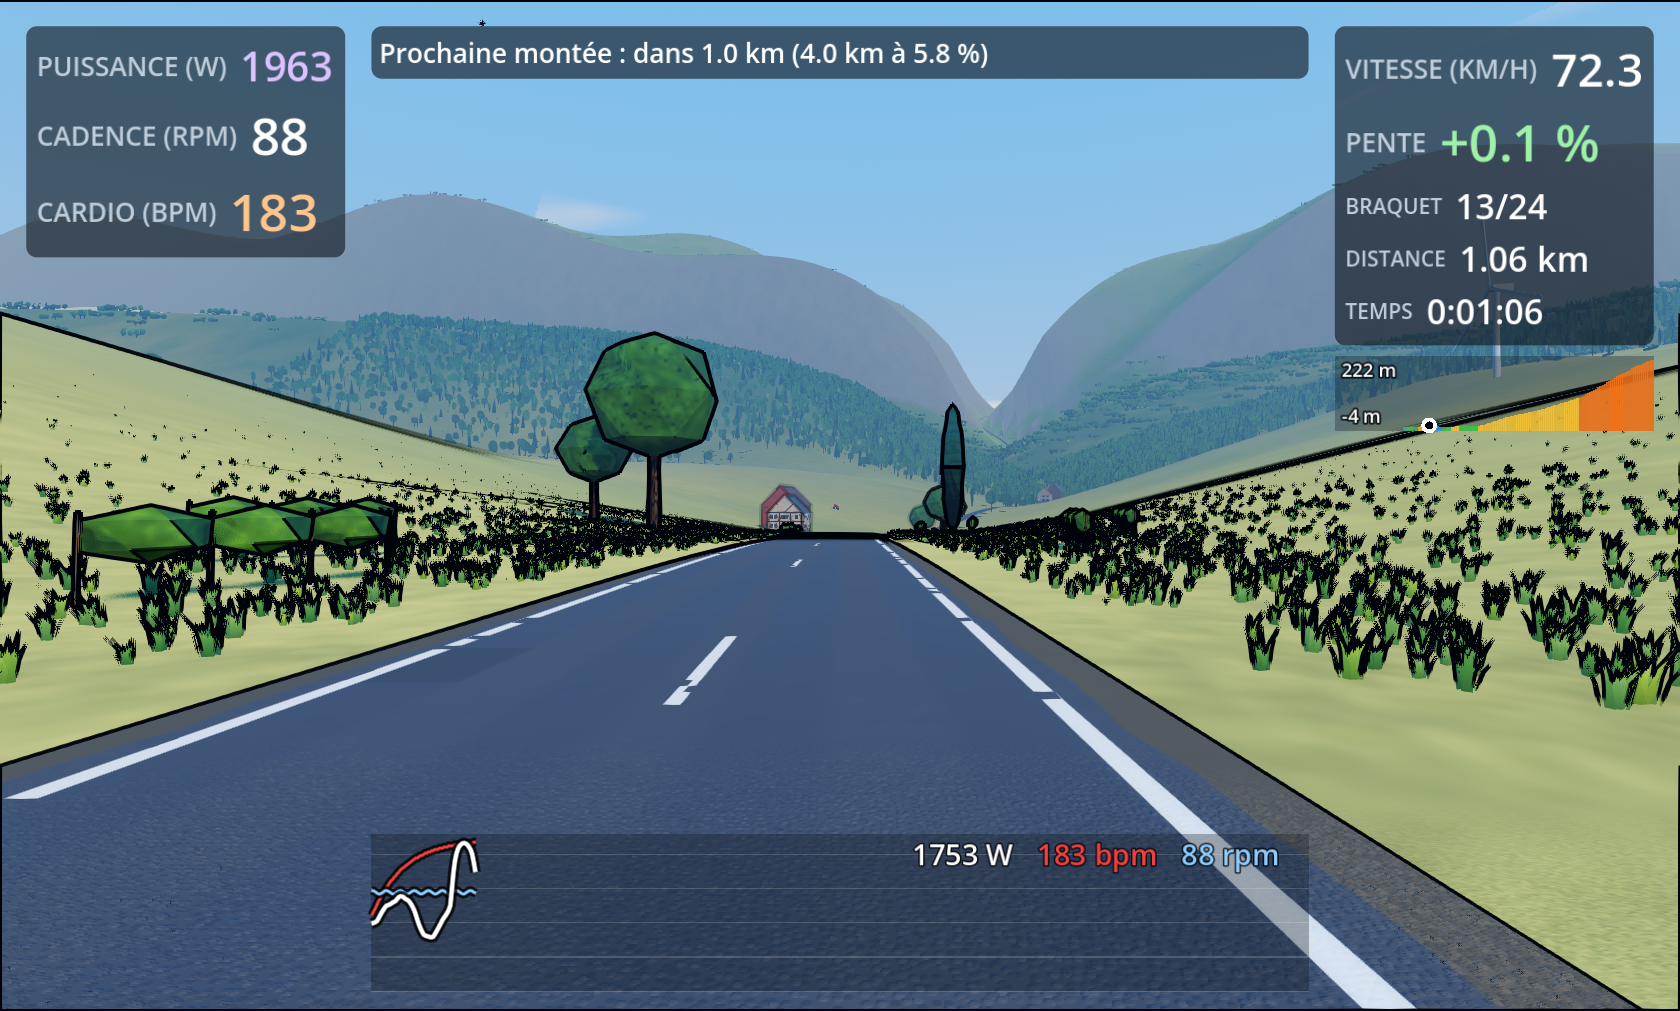 PUISSANCE (W) 1963
CADENCE (RPM) 88
CARDIO (BPM) 183
Prochaine montée : dans 1.0 km (4.0 km à 5.8 %)
VITESSE (KM/H) 72.3
PENTE +0.1 %
BRAQUET 13/24
DISTANCE 1.06 km
TEMPS 0:01:06
222 m
-4 m
1753 W 183 bpm 88 rpm